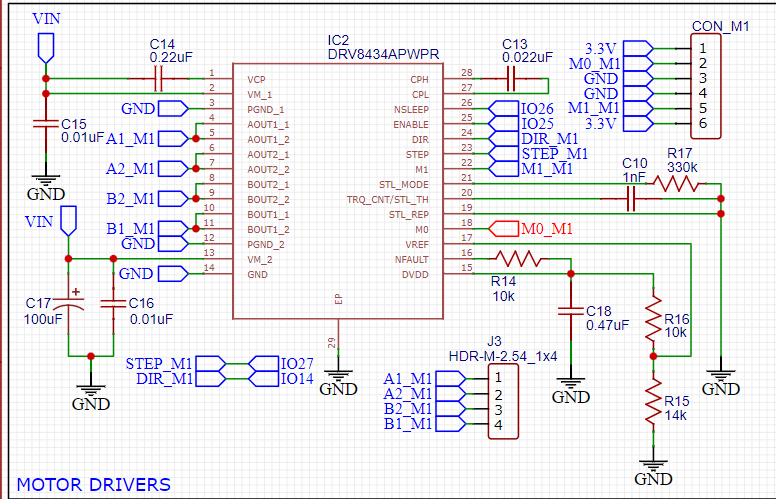 VIN
C14
0.22uF
IC2
DRV8434APWPR
C13
0.022uF
CON_M1
1 VCP
2 VM_1
3 PGND_1
4 AOUT1_1
5 AOUT1_2
6 AOUT2_1
7 AOUT2_2
8 BOUT2_1
9 BOUT2_2
10 BOUT1_1
11 BOUT1_2
12 PGND_2
13 VM_2
14 GND
CPH 28
CPL 27
NSLEEP 26
ENABLE 25
DIR 24
STEP 23
M1 22
STL_MODE 21
TRQ_CNT/STL_TH 20
STL_REP 19
M0 18
VREF 17
NFAULT 16
DVDD 15
EP
29
GND
C15
0.01uF
GND
A1_M1
A2_M1
B2_M1
B1_M1
GND
GND
VIN
C17
100uF
C16
0.01uF
GND
IO26
IO25
DIR_M1
STEP_M1
M1_M1
M0_M1
3.3V 1
M0_M1 2
GND 3
GND 4
M1_M1 5
3.3V 6
C10
1nF
R17
330k
R14
10k
C18
0.47uF
GND
R16
10k
R15
14k
GND
GND
STEP_M1 IO27
DIR_M1 IO14
GND
J3
HDR-M-2.54_1x4
A1_M1 1
A2_M1 2
B2_M1 3
B1_M1 4
MOTOR DRIVERS